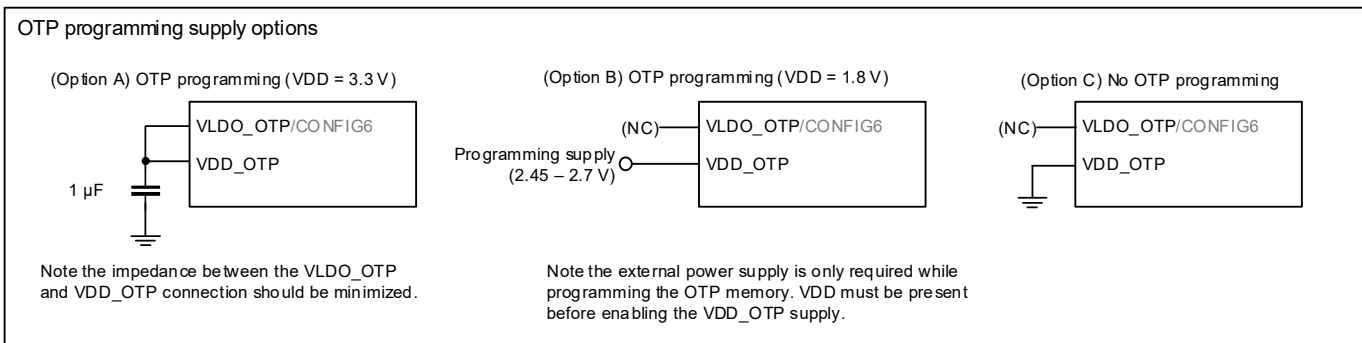 OTP programming supply options
(Option A) OTP programming (VDD = 3.3 V)
VLDO_OTP/CONFIG6
VDD_OTP
1 µF
Note the impedance between the VLDO_OTP
and VDD_OTP connection should be minimized.
(Option B) OTP programming (VDD = 1.8 V)
(NC)
VLDO_OTP/CONFIG6
Programming supply
(2.45 – 2.7 V)
VDD_OTP
Note the external power supply is only required while
programming the OTP memory. VDD must be present
before enabling the VDD_OTP supply.
(Option C) No OTP programming
(NC)
VLDO_OTP/CONFIG6
VDD_OTP